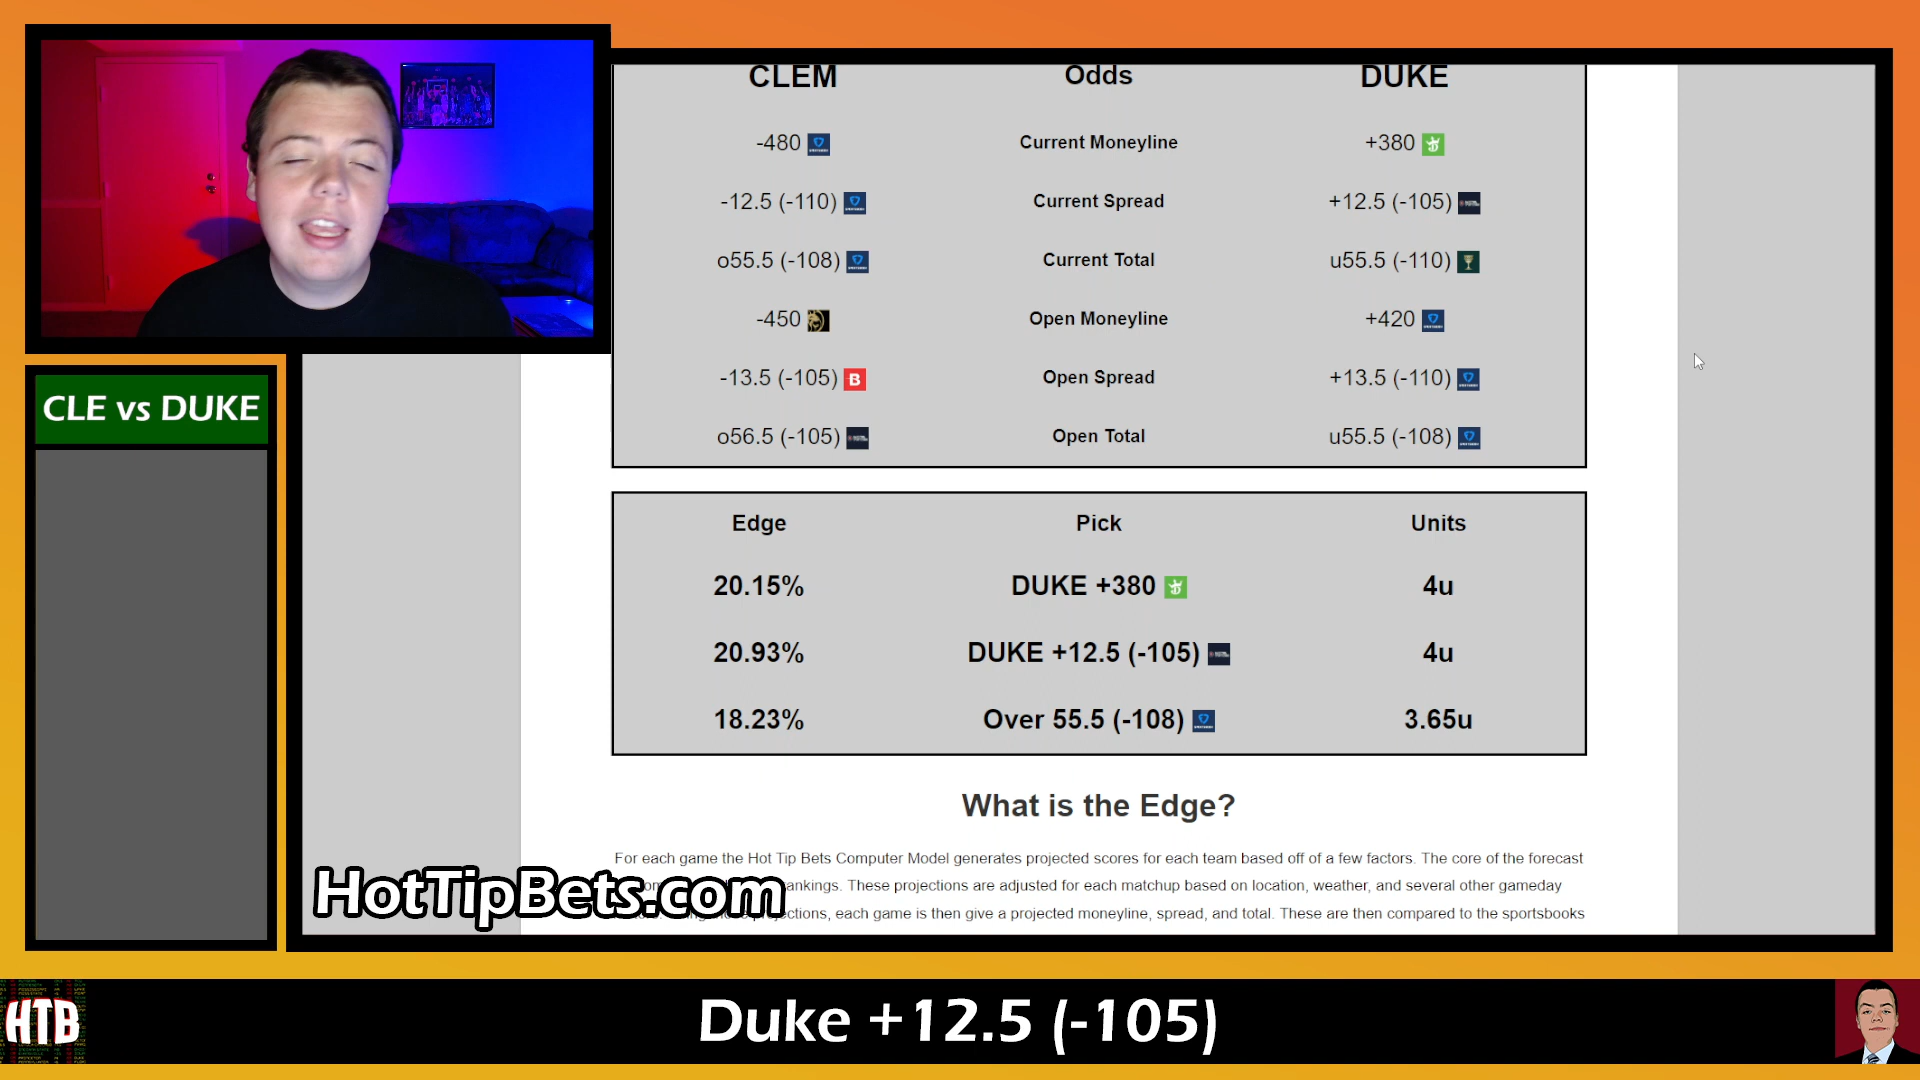 CLEM Odds DUKE
-480 Current Moneyline +380
-12.5 (-110) Current Spread +12.5 (-105)
o55.5 (-108) Current Total u55.5 (-110)
-450 Open Moneyline +420
-13.5 (-105) B Open Spread +13.5 (-110)
o56.5 (-105) Open Total u55.5 (-108)
CLE vs DUKE
Edge Pick Units
20.15% DUKE +380 4u
20.93% DUKE +12.5 (-105) 4u
18.23% Over 55.5 (-108) 3.65u
What is the Edge?
For each game the Hot Tip Bets Computer Model generates projected scores for each team based off of a few factors. The core of the forecast
These projections are adjusted for each matchup based on location, weather, and several other gameday
each game is then give a projected moneyline, spread, and total. These are then compared to the sportsbooks
HotTipBets.com
HTB
Duke +12.5 (-105)